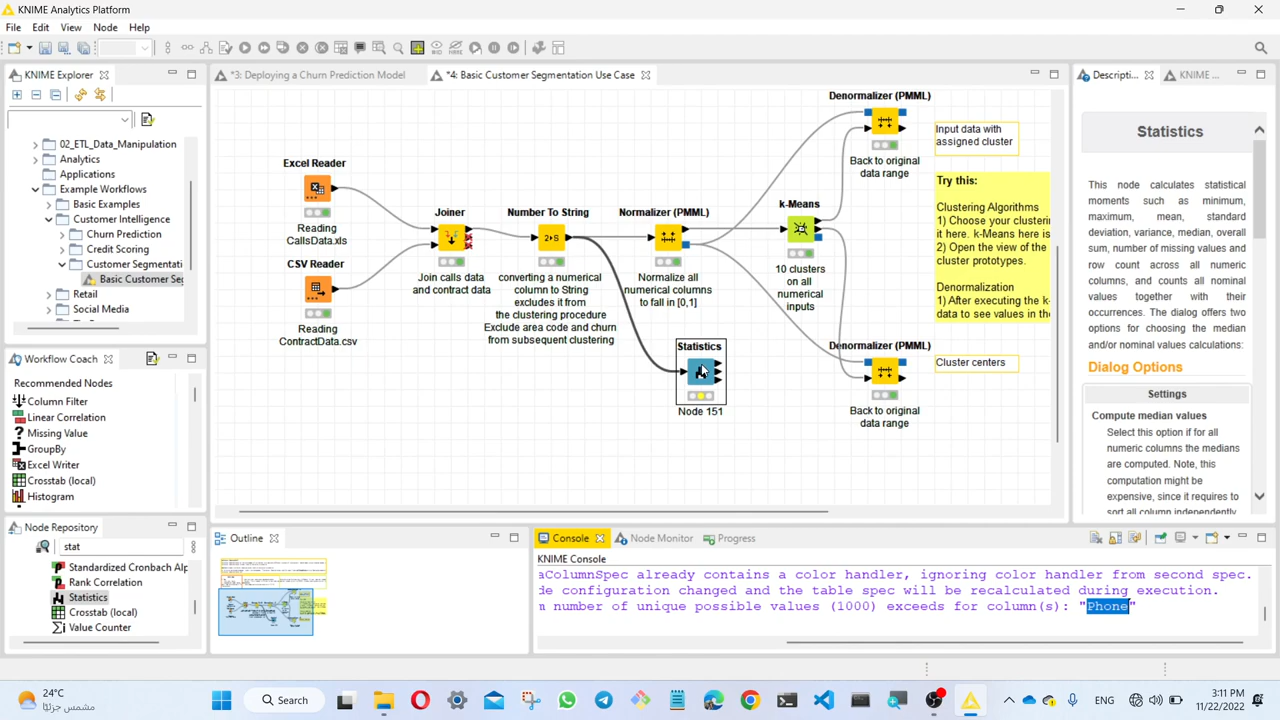 KNIME Analytics Platform
File Edit View Node Help
KNIME Explorer
02_ETL_Data_Manipulation
Analytics
Applications
Example Workflows
Basic Examples
Customer Intelligence
Churn Prediction
Credit Scoring
Customer Segmentati
Basic Customer Se
Retail
Social Media
Workflow Coach
Recommended Nodes
Column Filter
Linear Correlation
Missing Value
GroupBy
Excel Writer
Crosstab (local)
Histogram
Node Repository
stat
Standardized Cronbach Alp
Rank Correlation
Statistics
Crosstab (local)
Value Counter
*3: Deploying a Churn Prediction Model
*4: Basic Customer Segmentation Use Case
Excel Reader
Reading
CallsData.xls
CSV Reader
Reading
ContractData.csv
Joiner
Join calls data
and contract data
Number To String
2▸S
converting a numerical
column to String
excludes it from
the clustering procedure
Exclude area code and churn
from subsequent clustering
Normalizer (PMML)
Normalize all
numerical columns
to fall in [0,1]
Statistics
Node 151
k-Means
10 clusters
on all
numerical
inputs
Denormalizer (PMML)
Back to original
data range
Denormalizer (PMML)
Back to original
data range
Input data with
assigned cluster
Try this:
Clustering Algorithms
1) Choose your clusterin
it here. k-Means here is
2) Open the view of the
cluster prototypes.
Denormalization
1) After executing the k-
data to see values in the
Cluster centers
Outline
Console
Node Monitor
Progress
KNIME Console
aColumnSpec already contains a color handler, ignoring color handler from second spec.
de configuration changed and the table spec will be recalculated during execution.
m number of unique possible values (1000) exceeds for column(s): "Phone"
Descripti...
KNIME ...
Statistics
This node calculates statistical
moments such as minimum,
maximum, mean, standard
deviation, variance, median, overall
sum, number of missing values and
row count across all numeric
columns, and counts all nominal
values together with their
occurrences. The dialog offers two
options for choosing the median
and/or nominal values calculations:
Dialog Options
Settings
Compute median values
Select this option if for all
numeric columns the medians
are computed. Note, this
computation might be
expensive, since it requires to
sort all column independently
24°C
مشمس جزئيًا
Search
ENG
3:11 PM
11/22/2022